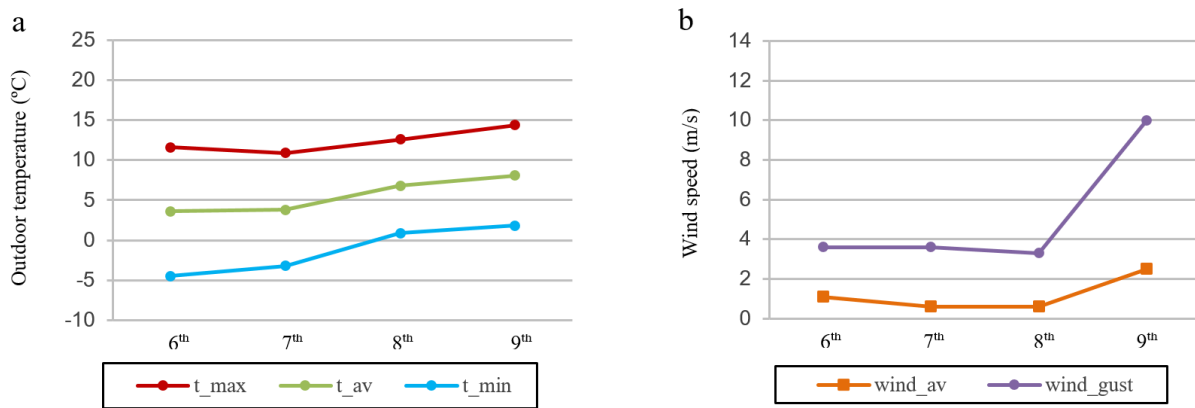 a
Outdoor temperature (ºC)
25
20
15
10
5
0
-5
-10
6th
7th
8th
9th
t_max
t_av
t_min
b
Wind speed (m/s)
14
12
10
8
6
4
2
0
6th
7th
8th
9th
wind_av
wind_gust